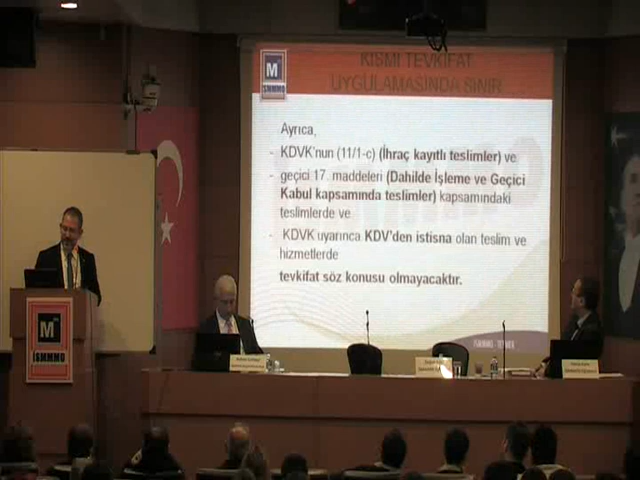 KISMİ TEVKİFAT
UYGULAMASINDA SINIR
M
İSMMMO
Ayrıca,
- KDVK'nun (11/1-c) (İhraç kayıtlı teslimler) ve
- geçici 17. maddeleri (Dahilde İşleme ve Geçici
Kabul kapsamında teslimler) kapsamındaki
teslimlerde ve
- KDVK uyarınca KDV'den istisna olan teslim ve
hizmetlerde
tevkifat söz konusu olmayacaktır.
M
İSMMMO